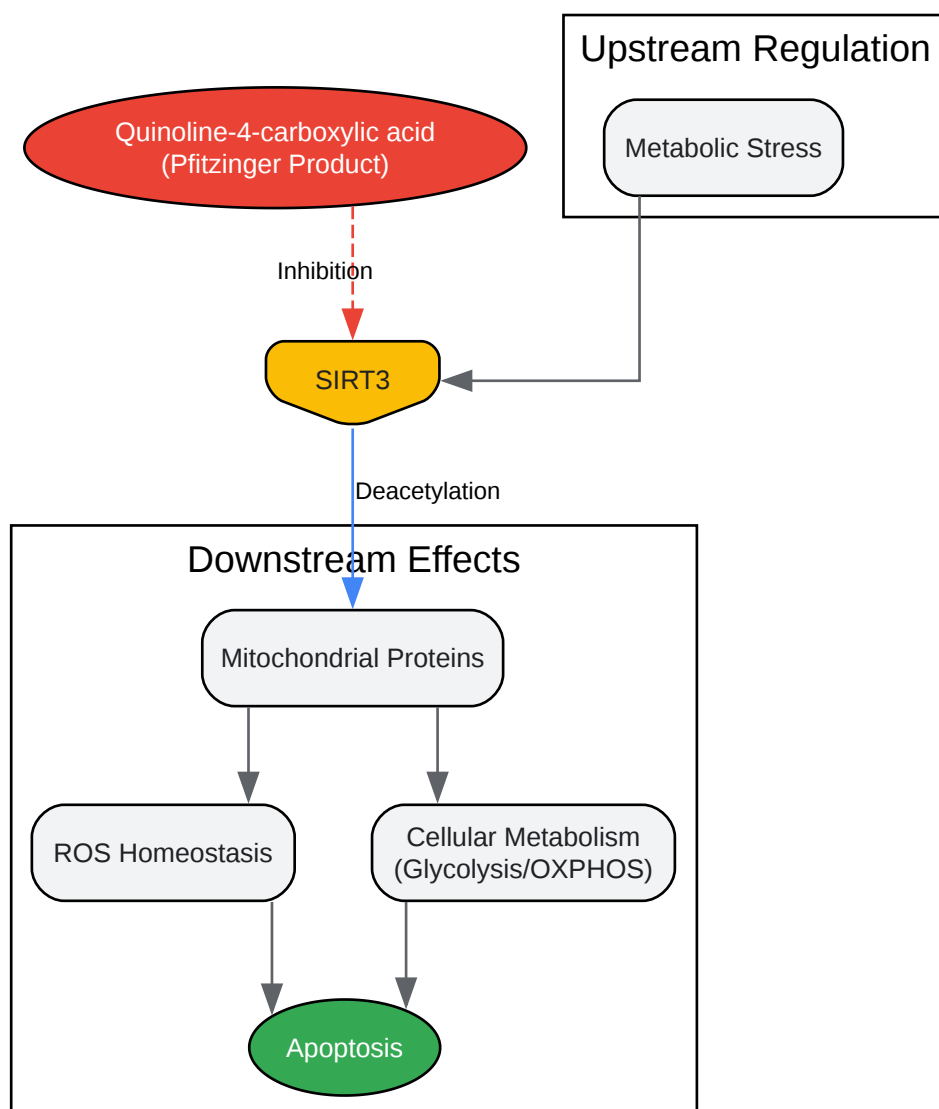 Upstream Regulation
Quinoline-4-carboxylic acid
(Pfitzinger Product)
Metabolic Stress
Inhibition
SIRT3
Deacetylation
Downstream Effects
Mitochondrial Proteins
ROS Homeostasis
Cellular Metabolism
(Glycolysis/OXPHOS)
Apoptosis